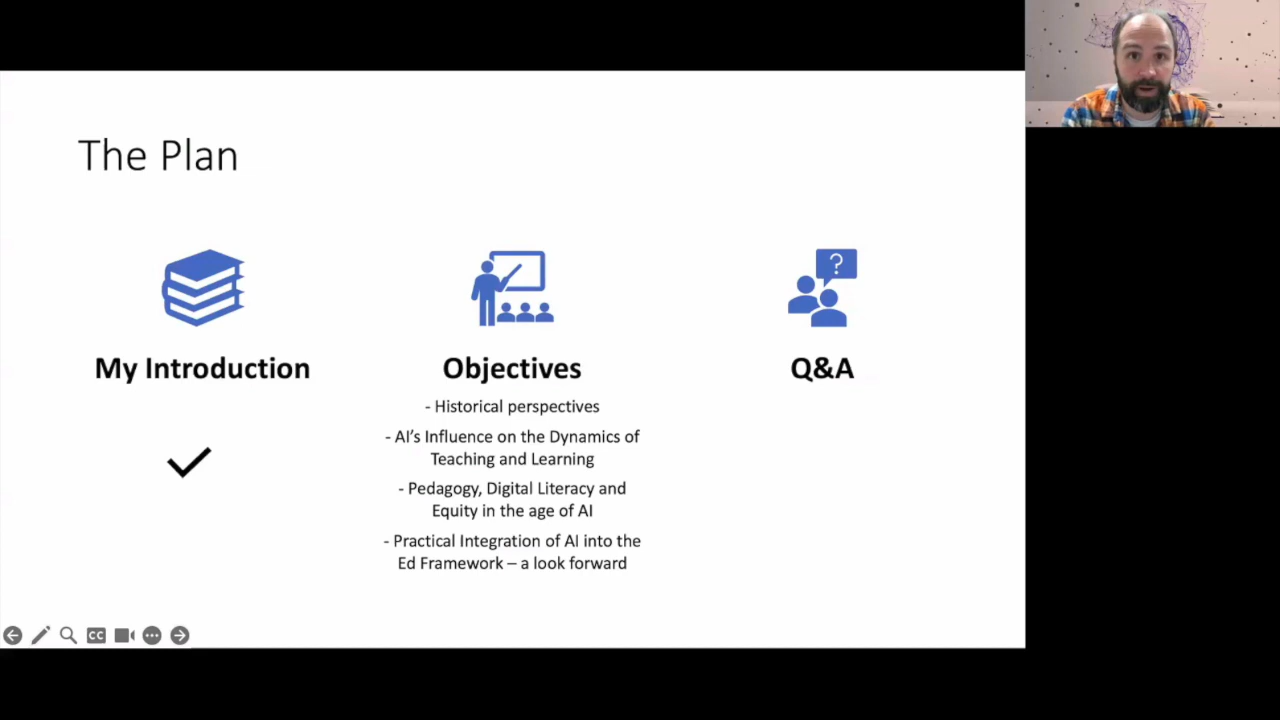 The Plan
?
My Introduction
Objectives
- Historical perspectives
- AI’s Influence on the Dynamics of
Teaching and Learning
- Pedagogy, Digital Literacy and
Equity in the age of AI
- Practical Integration of AI into the
Ed Framework – a look forward
Q&A
CC